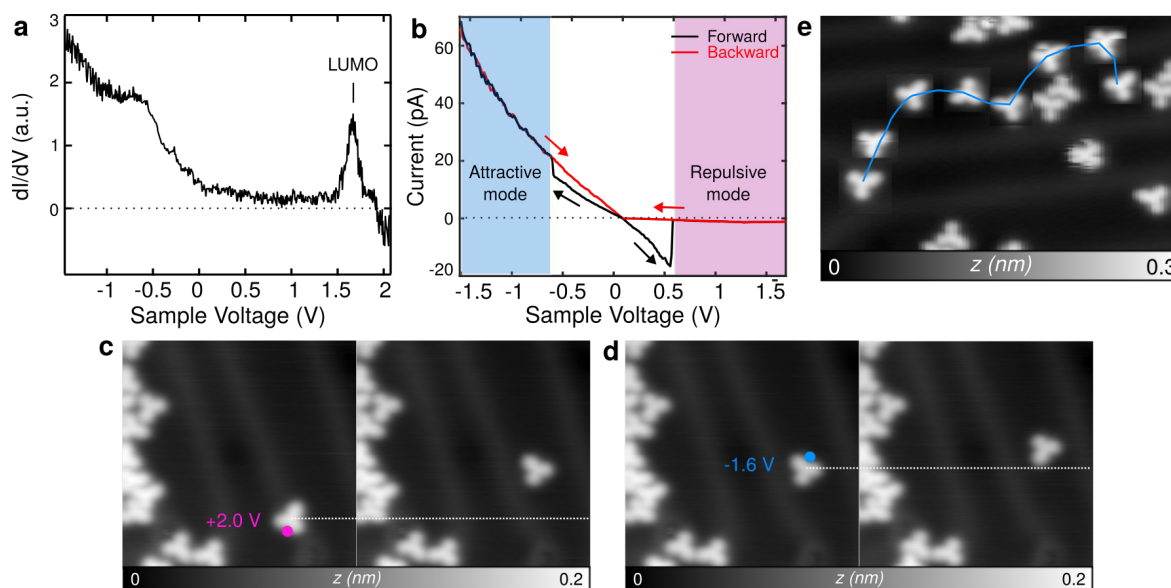 a
3
2
1
0
dI/dV (a.u.)
LUMO
-1
-0.5
0
0.5
1
1.5
2
Sample Voltage (V)
b
60
40
20
0
-20
Current (pA)
Forward
Backward
Attractive
mode
Repulsive
mode
-1.5
-1
-0.5
0
0.5
1
1.5
Sample Voltage (V)
e
0
z (nm)
0.3
c
+2.0 V
0
z (nm)
0.2
d
-1.6 V
0
z (nm)
0.2